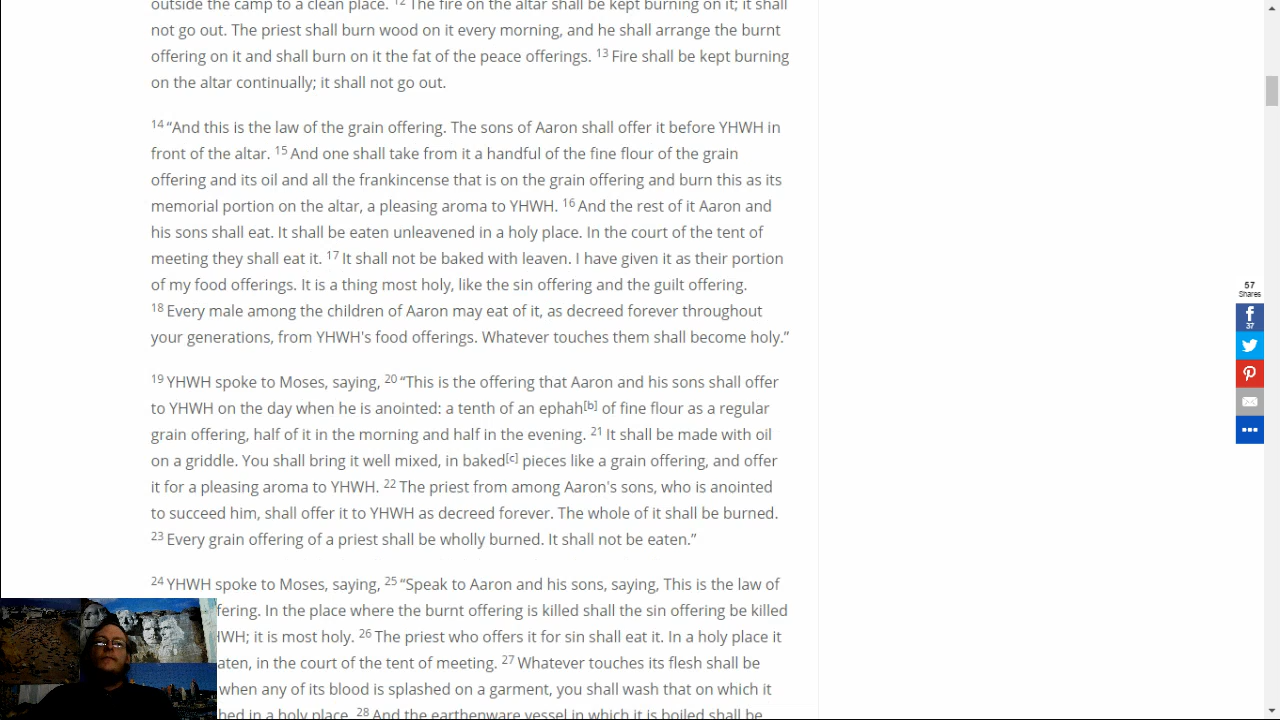 outside the camp to a clean place. 12 The fire on the altar shall be kept burning on it; it shall
not go out. The priest shall burn wood on it every morning, and he shall arrange the burnt
offering on it and shall burn on it the fat of the peace offerings. 13 Fire shall be kept burning
on the altar continually; it shall not go out.
14 “And this is the law of the grain offering. The sons of Aaron shall offer it before YHWH in
front of the altar. 15 And one shall take from it a handful of the fine flour of the grain
offering and its oil and all the frankincense that is on the grain offering and burn this as its
memorial portion on the altar, a pleasing aroma to YHWH. 16 And the rest of it Aaron and
his sons shall eat. It shall be eaten unleavened in a holy place. In the court of the tent of
meeting they shall eat it. 17 It shall not be baked with leaven. I have given it as their portion
of my food offerings. It is a thing most holy, like the sin offering and the guilt offering.
18 Every male among the children of Aaron may eat of it, as decreed forever throughout
your generations, from YHWH's food offerings. Whatever touches them shall become holy.”
19 YHWH spoke to Moses, saying, 20 “This is the offering that Aaron and his sons shall offer
to YHWH on the day when he is anointed: a tenth of an ephah[b] of fine flour as a regular
grain offering, half of it in the morning and half in the evening. 21 It shall be made with oil
on a griddle. You shall bring it well mixed, in baked[c] pieces like a grain offering, and offer
it for a pleasing aroma to YHWH. 22 The priest from among Aaron's sons, who is anointed
to succeed him, shall offer it to YHWH as decreed forever. The whole of it shall be burned.
23 Every grain offering of a priest shall be wholly burned. It shall not be eaten.”
24 YHWH spoke to Moses, saying, 25 “Speak to Aaron and his sons, saying, This is the law of
fering. In the place where the burnt offering is killed shall the sin offering be killed
WH; it is most holy. 26 The priest who offers it for sin shall eat it. In a holy place it
aten, in the court of the tent of meeting. 27 Whatever touches its flesh shall be
when any of its blood is splashed on a garment, you shall wash that on which it
hed in a holy place. 28 And the earthenware vessel in which it is boiled shall be
57
Shares
37